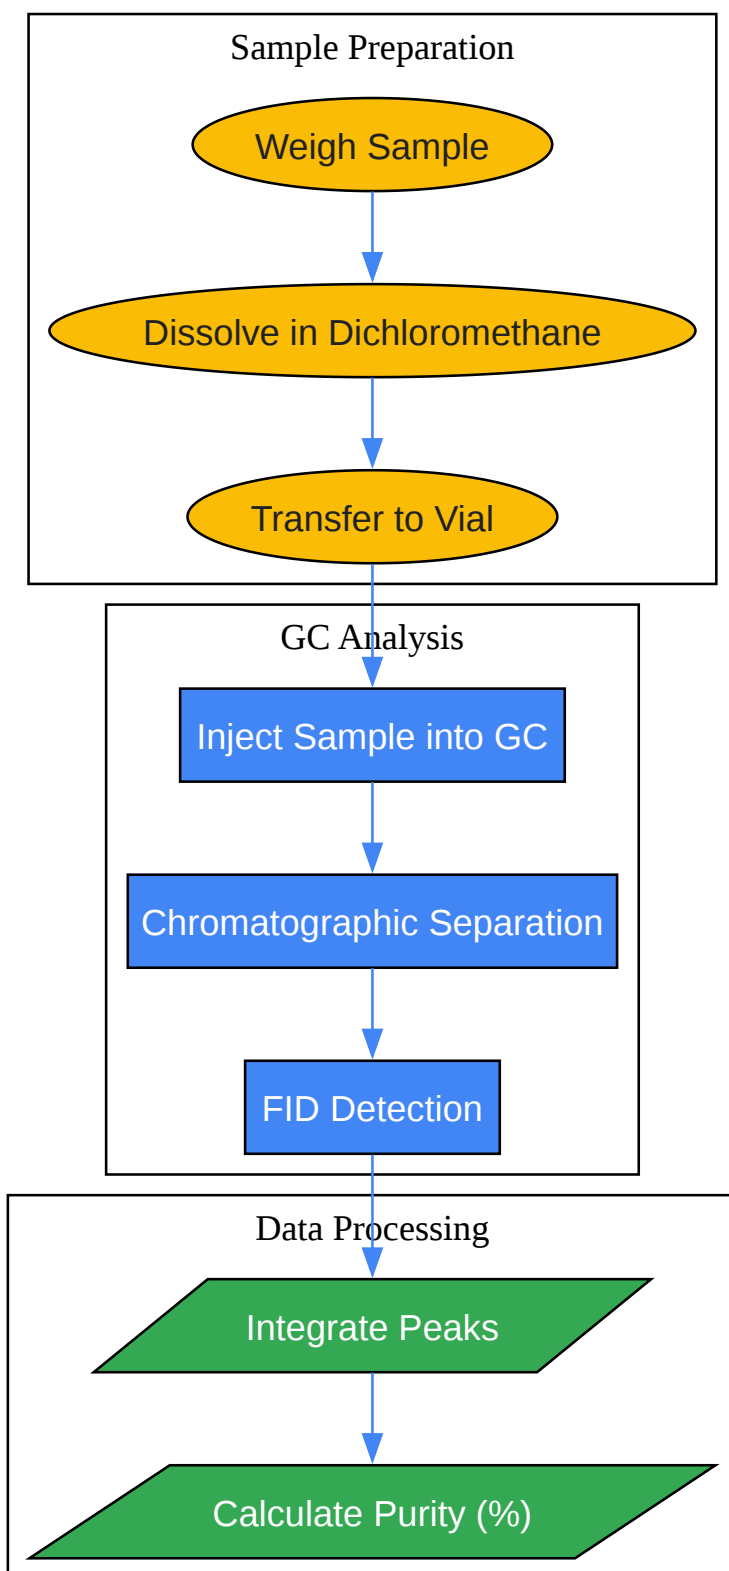 Sample Preparation
Weigh Sample
Dissolve in Dichloromethane
Transfer to Vial
GC Analysis
Inject Sample into GC
Chromatographic Separation
FID Detection
Data Processing
Integrate Peaks
Calculate Purity (%)